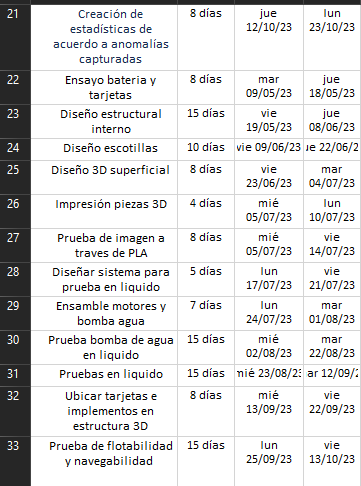 21 Creación de estadísticas de acuerdo a anomalías capturadas 8 días jue 12/10/23 lun 23/10/23
22 Ensayo bateria y tarjetas 8 días mar 09/05/23 jue 18/05/23
23 Diseño estructural interno 15 días vie 19/05/23 jue 08/06/23
24 Diseño escotillas 10 días vie 09/06/23 ue 22/06/2
25 Diseño 3D superficial 8 días vie 23/06/23 mar 04/07/23
26 Impresión piezas 3D 4 días mié 05/07/23 lun 10/07/23
27 Prueba de imagen a traves de PLA 8 días mié 05/07/23 vie 14/07/23
28 Diseñar sistema para prueba en liquido 5 días lun 17/07/23 vie 21/07/23
29 Ensamble motores y bomba agua 7 días lun 24/07/23 mar 01/08/23
30 Prueba bomba de agua en liquido 15 días mié 02/08/23 mar 22/08/23
31 Pruebas en liquido 15 días mié 23/08/23 ar 12/09/2
32 Ubicar tarjetas e implementos en estructura 3D 8 días mié 13/09/23 vie 22/09/23
33 Prueba de flotabilidad y navegabilidad 15 días lun 25/09/23 vie 13/10/23